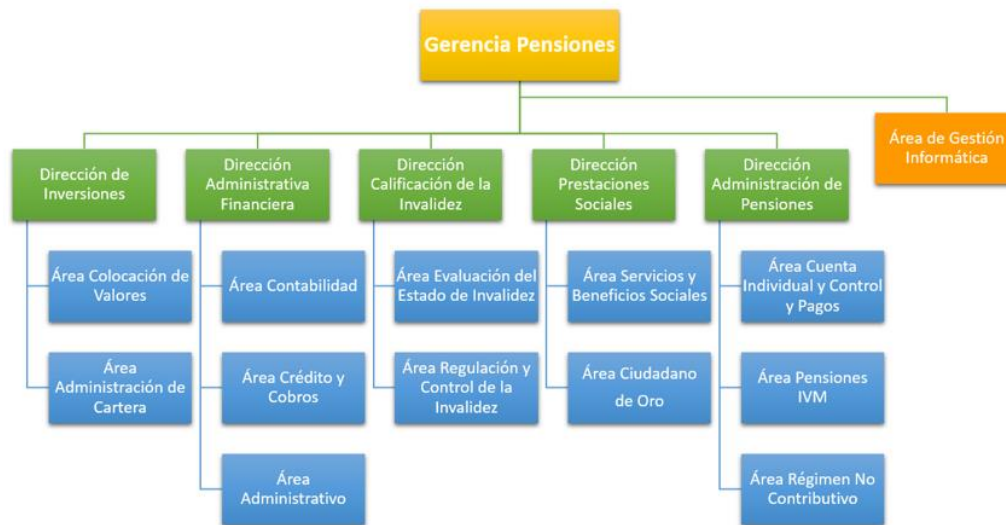 Gerencia Pensiones
Área de Gestión
Informática
Dirección de
Inversiones
Dirección
Administrativa
Financiera
Dirección
Calificación de la
Invalidez
Dirección
Prestaciones
Sociales
Dirección
Administración de
Pensiones
Área Colocación de
Valores
Área Contabilidad
Área Evaluación del
Estado de Invalidez
Área Servicios y
Beneficios Sociales
Área Cuenta
Individual y Control
y Pagos
Área
Administración de
Cartera
Área Crédito y
Cobros
Área Regulación y
Control de la
Invalidez
Área Ciudadano
de Oro
Área Pensiones
IVM
Área
Administrativo
Área Régimen No
Contributivo